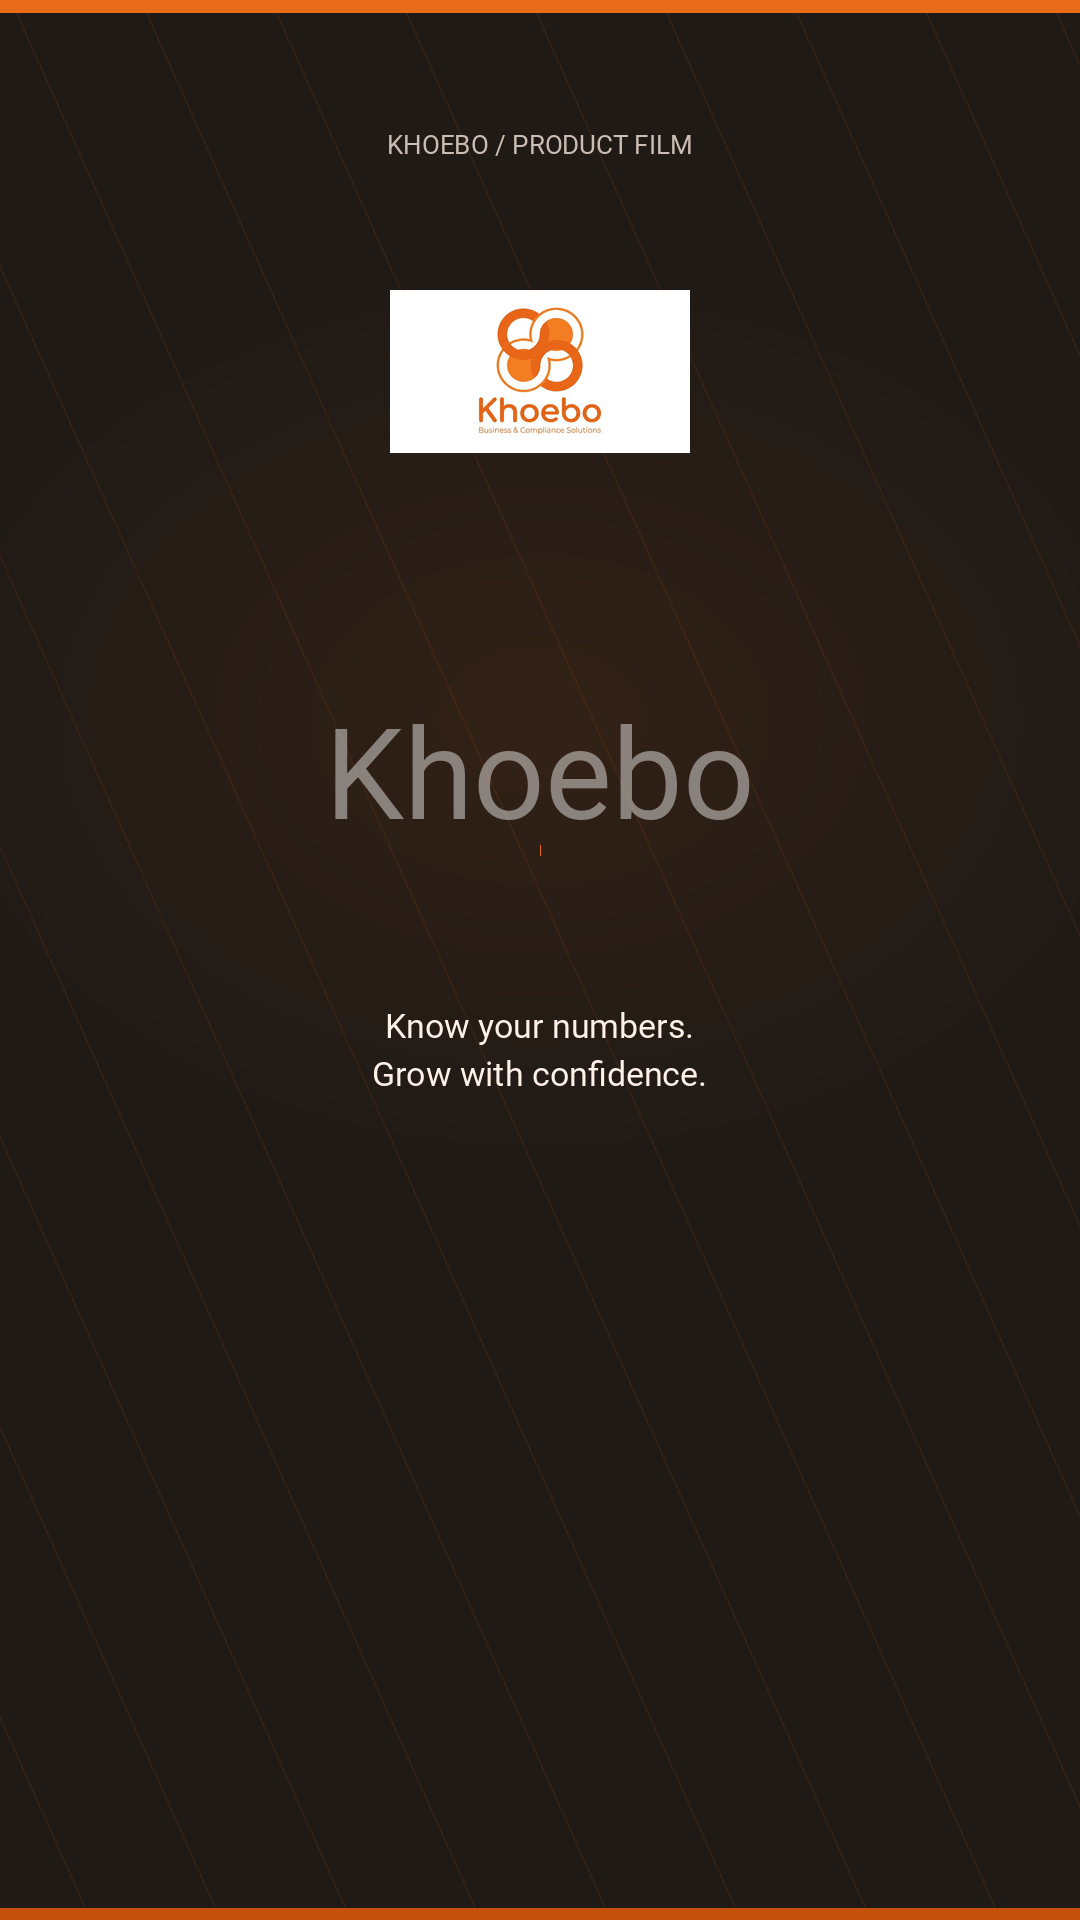 KHOEBO / PRODUCT FILM
Khoebo
Business & Compliance Solutions
Khoebo
Know your numbers.
Grow with confidence.